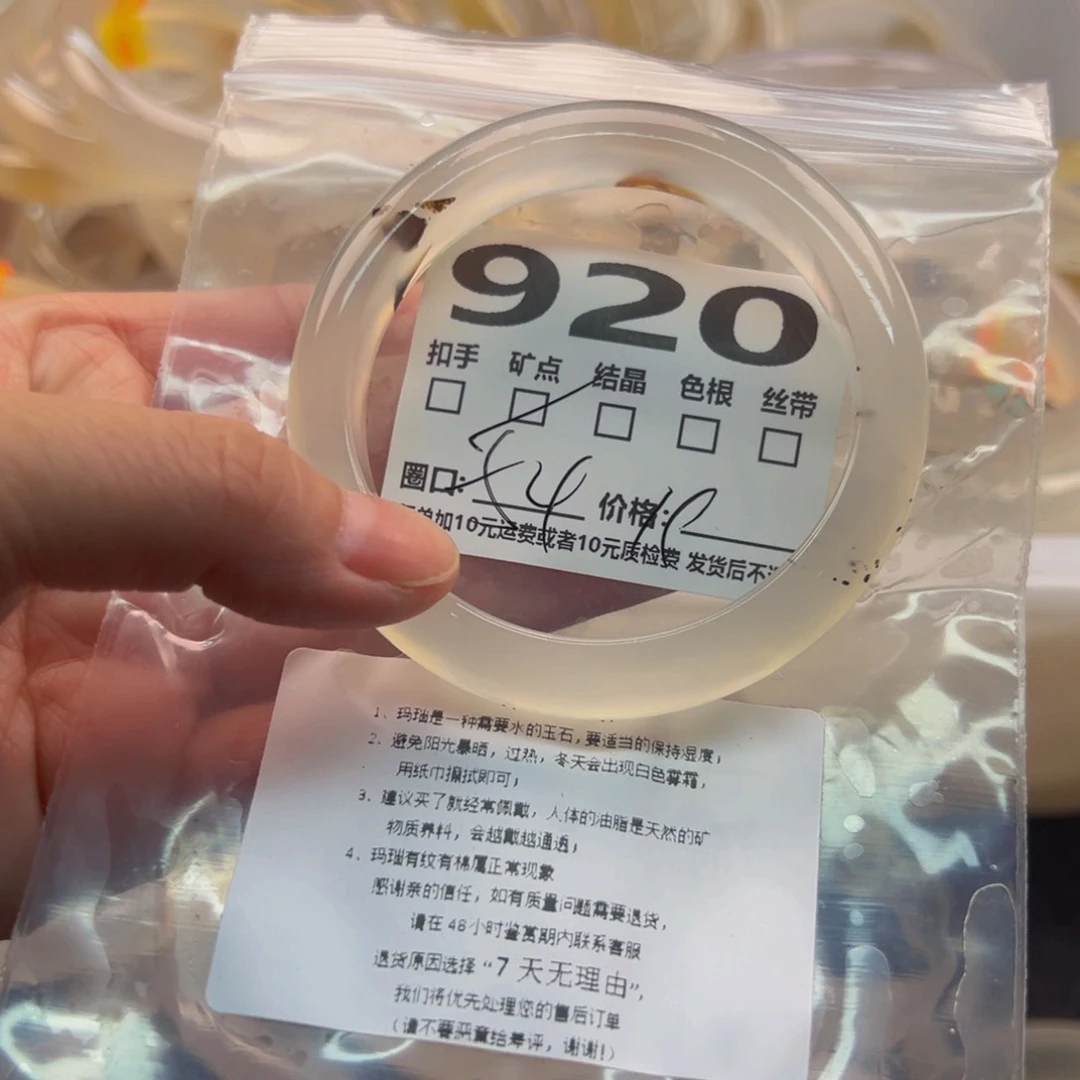 920
扣手 矿点 结晶 色根 丝带
圈口: 54 价格:
加10元运费或者10元质检费 发货后不
1、玛瑙是一种需要水的玉石,要适当的保持湿度;
2、避免阳光暴晒,过热,冬天会出现白色雾霜,
用纸巾擦拭即可;
3、建议买了就经常佩戴,人体的油脂是天然的矿
物质养料,会越戴越通透;
4、玛瑙有纹有棉属正常现象
感谢亲的信任,如有质量问题需要退货,
请在48小时鉴赏期内联系客服
退货原因选择“7天无理由”,
我们将优先处理您的售后订单
(请不要恶意给差评,谢谢!)